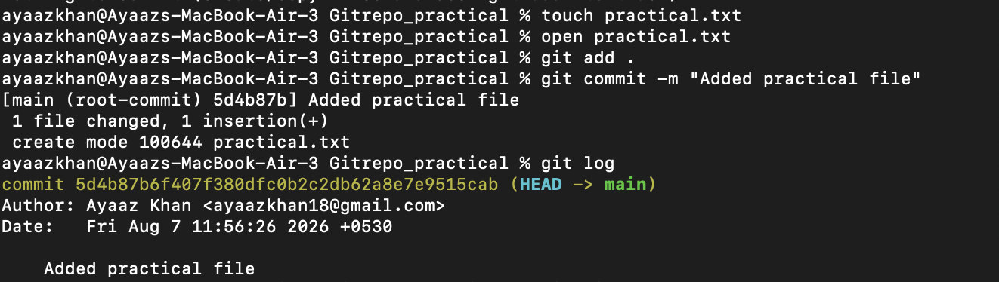 ayaazkhan@Ayaazs-MacBook-Air-3 Gitrepo_practical % touch practical.txt
ayaazkhan@Ayaazs-MacBook-Air-3 Gitrepo_practical % open practical.txt
ayaazkhan@Ayaazs-MacBook-Air-3 Gitrepo_practical % git add .
ayaazkhan@Ayaazs-MacBook-Air-3 Gitrepo_practical % git commit -m "Added practical file"
[main (root-commit) 5d4b87b] Added practical file
 1 file changed, 1 insertion(+)
 create mode 100644 practical.txt
ayaazkhan@Ayaazs-MacBook-Air-3 Gitrepo_practical % git log
commit 5d4b87b6f407f380dfc0b2c2db62a8e7e9515cab (HEAD -> main)
Author: Ayaaz Khan <ayaazkhan18@gmail.com>
Date:   Fri Aug 7 11:56:26 2026 +0530

    Added practical file